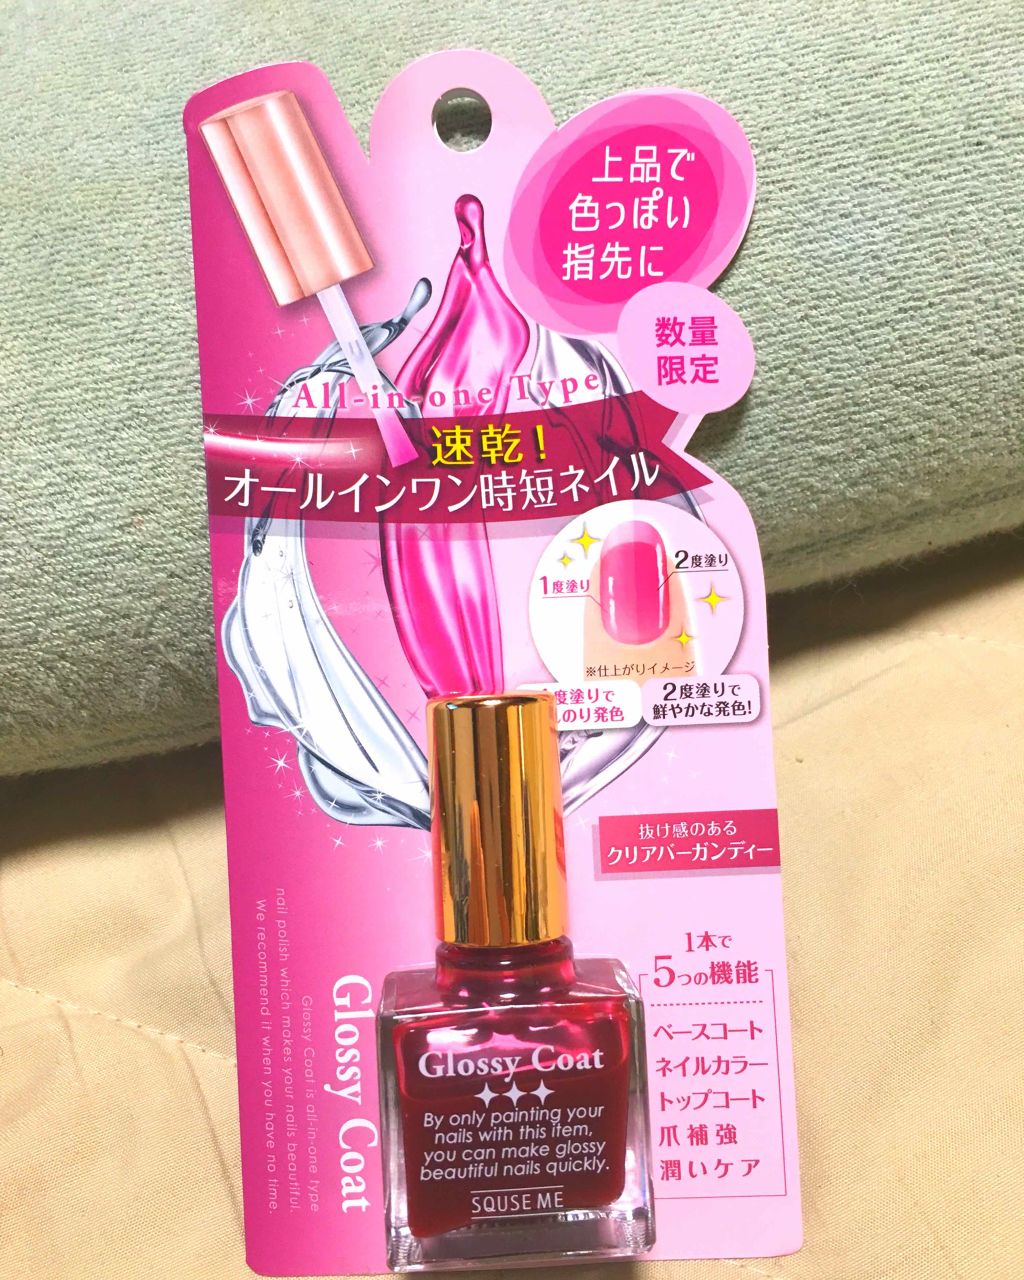 上品で
色っぽい
指先に
数量
限定
All-in-one Type
速乾!
オールインワン時短ネイル
1度塗り
2度塗り
※仕上がりイメージ
度塗りで
のり発色
2度塗りで
鮮やかな発色!
抜け感のある
クリアバーガンディー
1本で
5つの機能
ベースコート
ネイルカラー
トップコート
爪補強
潤いケア
Glossy Coat
Glossy Coat is all-in-one type
nail polish which makes your nails beautiful.
We recommend it when you have no time.
Glossy Coat
By only painting your
nails with this item,
you can make glossy
beautiful nails quickly.
SQUSE ME